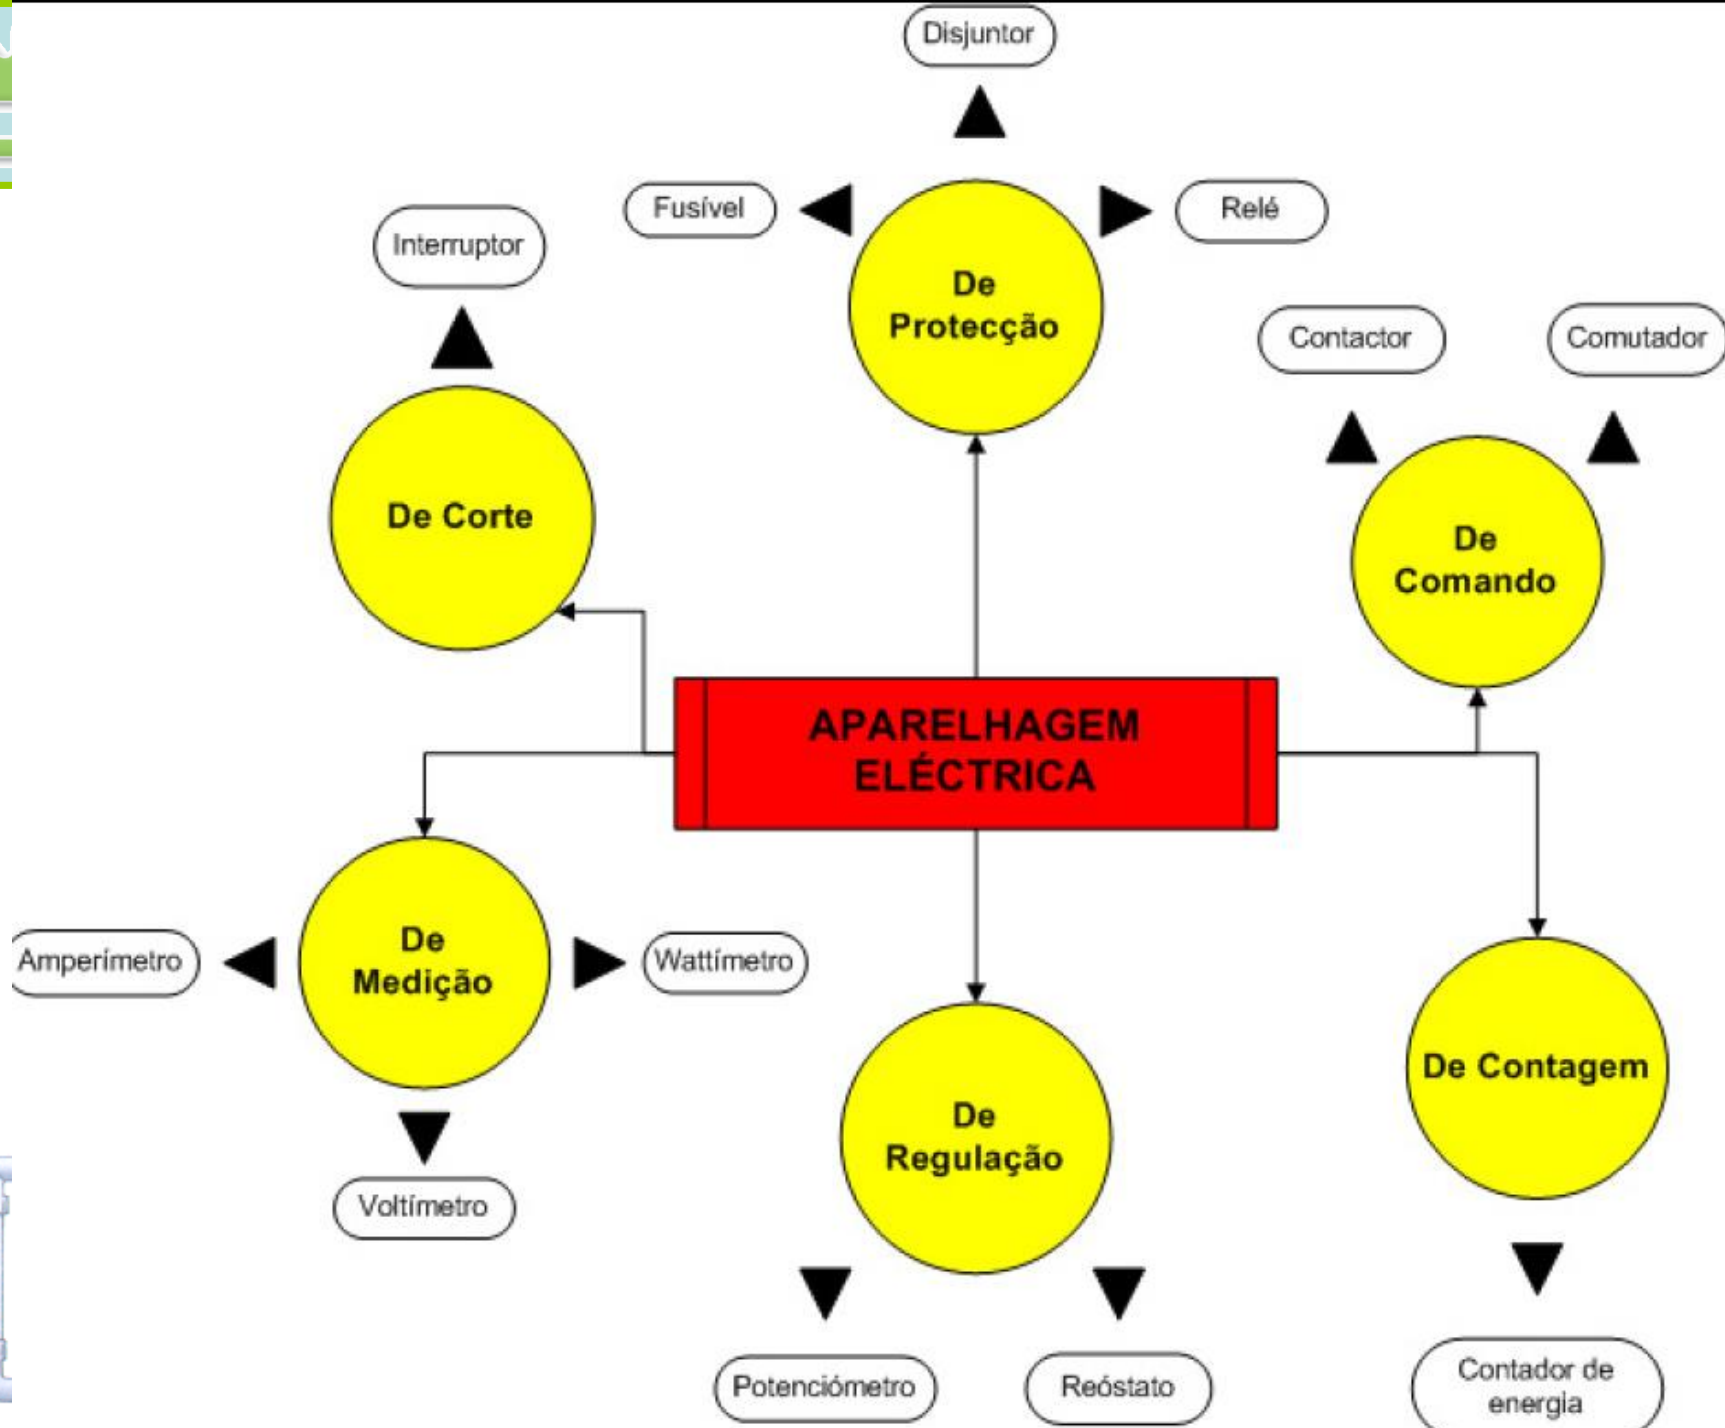 Disjuntor
Fusível
Relé
Interruptor
De
Protecção
Contactor
Comutador
De Corte
De
Comando
APARELHAGEM
ELÉCTRICA
De
Medição
Amperímetro
Wattímetro
Voltímetro
De
Regulação
De Contagem
Potenciómetro
Reóstato
Contador de
energia